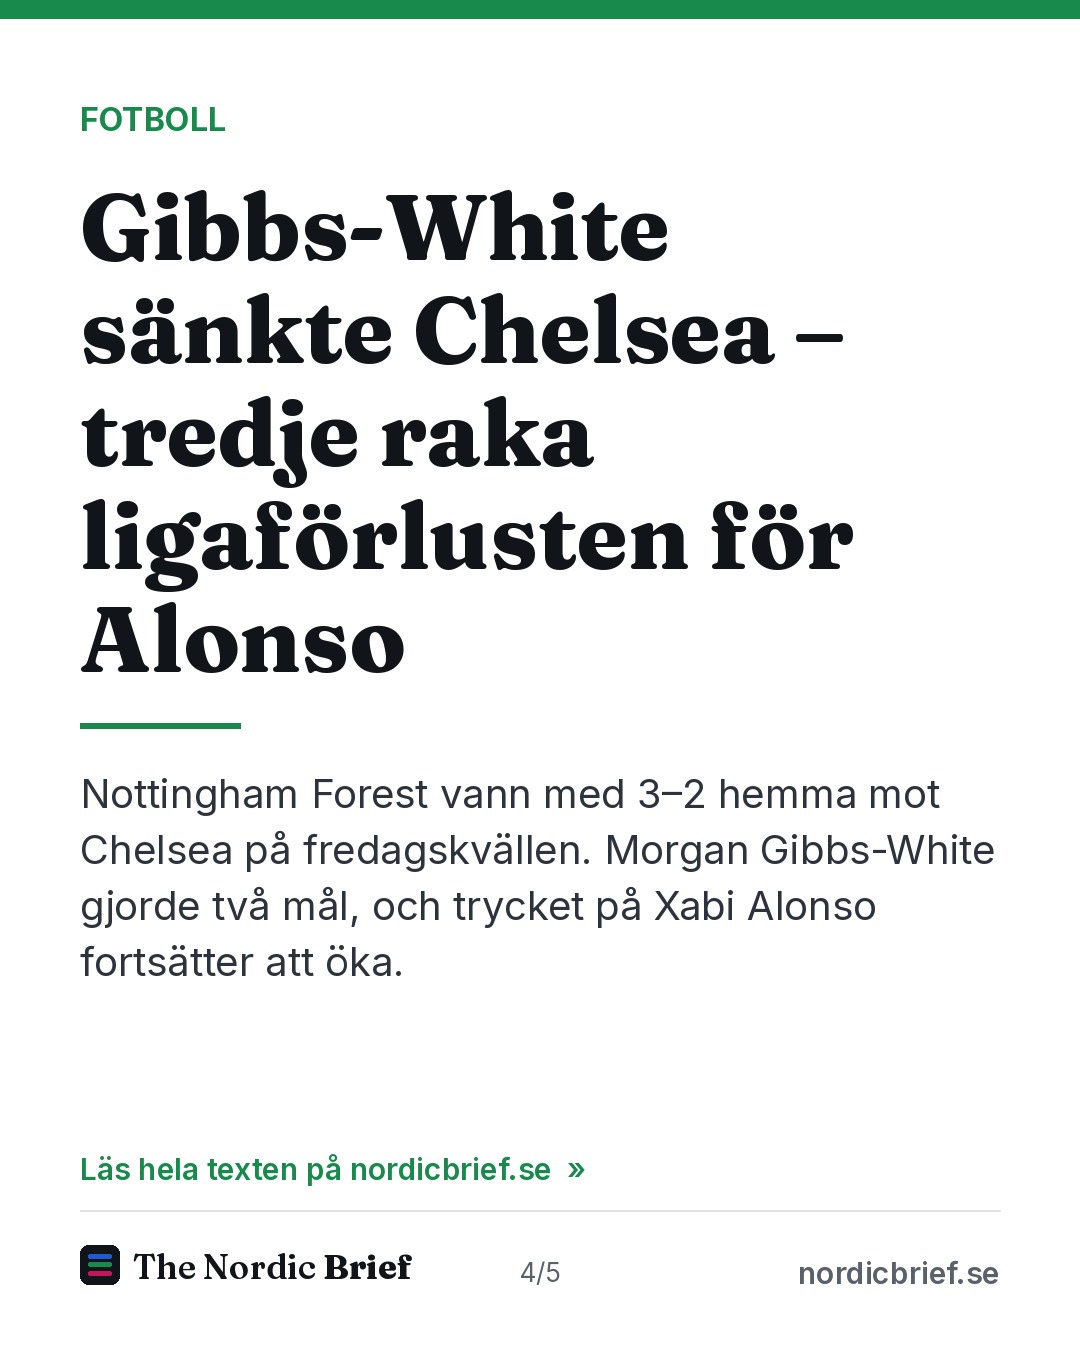 FOTBOLL
Gibbs-White
sänkte Chelsea –
tredje raka
ligaförlusten för
Alonso
Nottingham Forest vann med 3–2 hemma mot
Chelsea på fredagskvällen. Morgan Gibbs-White
gjorde två mål, och trycket på Xabi Alonso
fortsätter att öka.
Läs hela texten på nordicbrief.se »
The Nordic Brief
4/5
nordicbrief.se